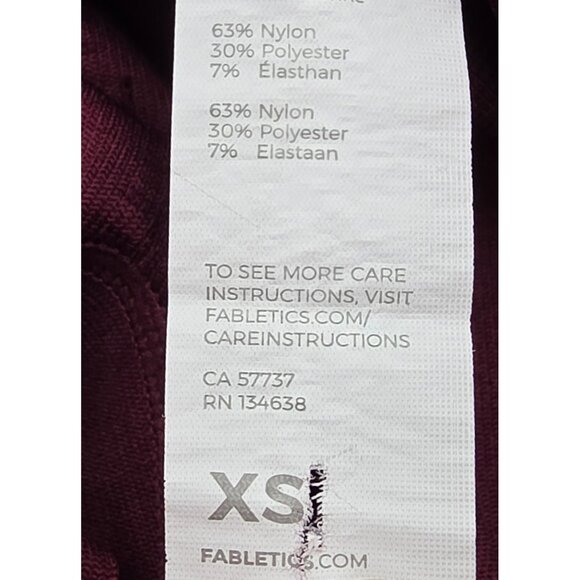 63% Nylon
30% Polyester
7% Élasthan
63% Nylon
30% Polyester
7% Elastaan
TO SEE MORE CARE
INSTRUCTIONS, VISIT
FABLETICS.COM/
CAREINSTRUCTIONS
CA 57737
RN 134638
XS
FABLETICS.COM